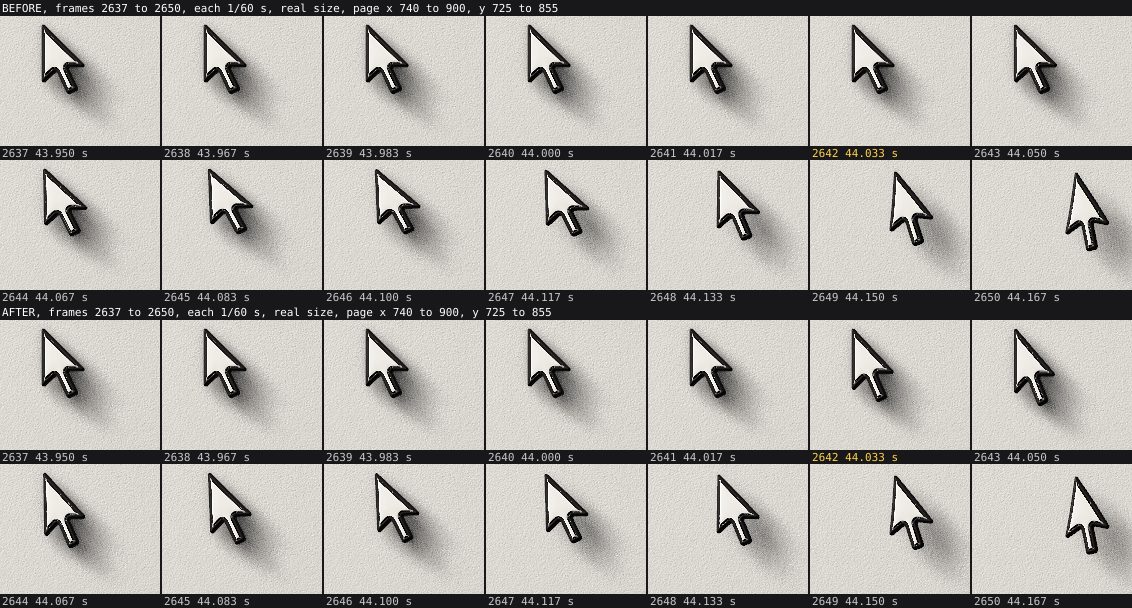 BEFORE, frames 2637 to 2650, each 1/60 s, real size, page x 740 to 900, y 725 to 855
2637 43.950 s 2638 43.967 s 2639 43.983 s 2640 44.000 s 2641 44.017 s 2642 44.033 s 2643 44.050 s
2644 44.067 s 2645 44.083 s 2646 44.100 s 2647 44.117 s 2648 44.133 s 2649 44.150 s 2650 44.167 s
AFTER, frames 2637 to 2650, each 1/60 s, real size, page x 740 to 900, y 725 to 855
2637 43.950 s 2638 43.967 s 2639 43.983 s 2640 44.000 s 2641 44.017 s 2642 44.033 s 2643 44.050 s
2644 44.067 s 2645 44.083 s 2646 44.100 s 2647 44.117 s 2648 44.133 s 2649 44.150 s 2650 44.167 s